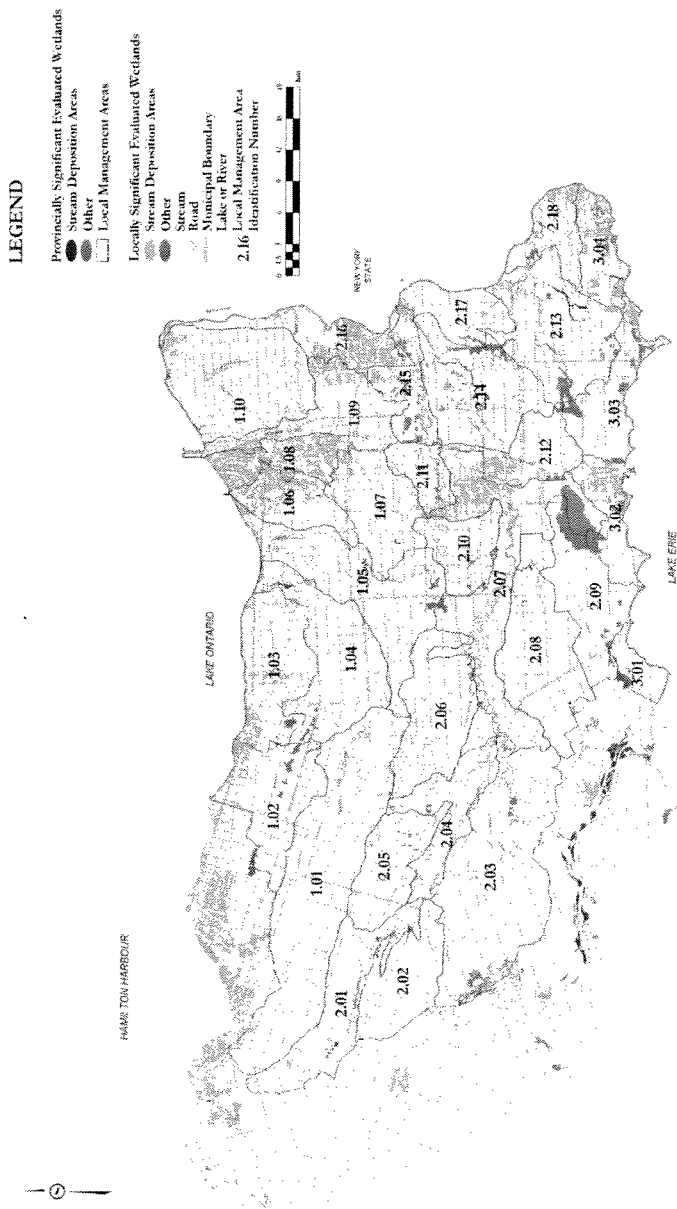 LEGEND
Provincially Significant Evaluated Wetlands
Stream Deposition Areas
Other
Local Management Areas
Locally Significant Evaluated Wetlands
Stream Deposition Areas
Other
Stream
Road
Municipal Boundary
Lake or River
2.16 Local Management Area
Identification Number
HAMILTON HARBOUR
LAKE ONTARIO
NEW YORK
STATE
LAKE ERIE
1.01
1.02
1.03
1.04
1.05
1.06
1.07
1.08
1.09
1.10
2.01
2.02
2.03
2.04
2.05
2.06
2.07
2.08
2.09
2.10
2.11
2.12
2.13
2.14
2.15
2.16
2.17
2.18
3.01
3.02
3.03
3.04